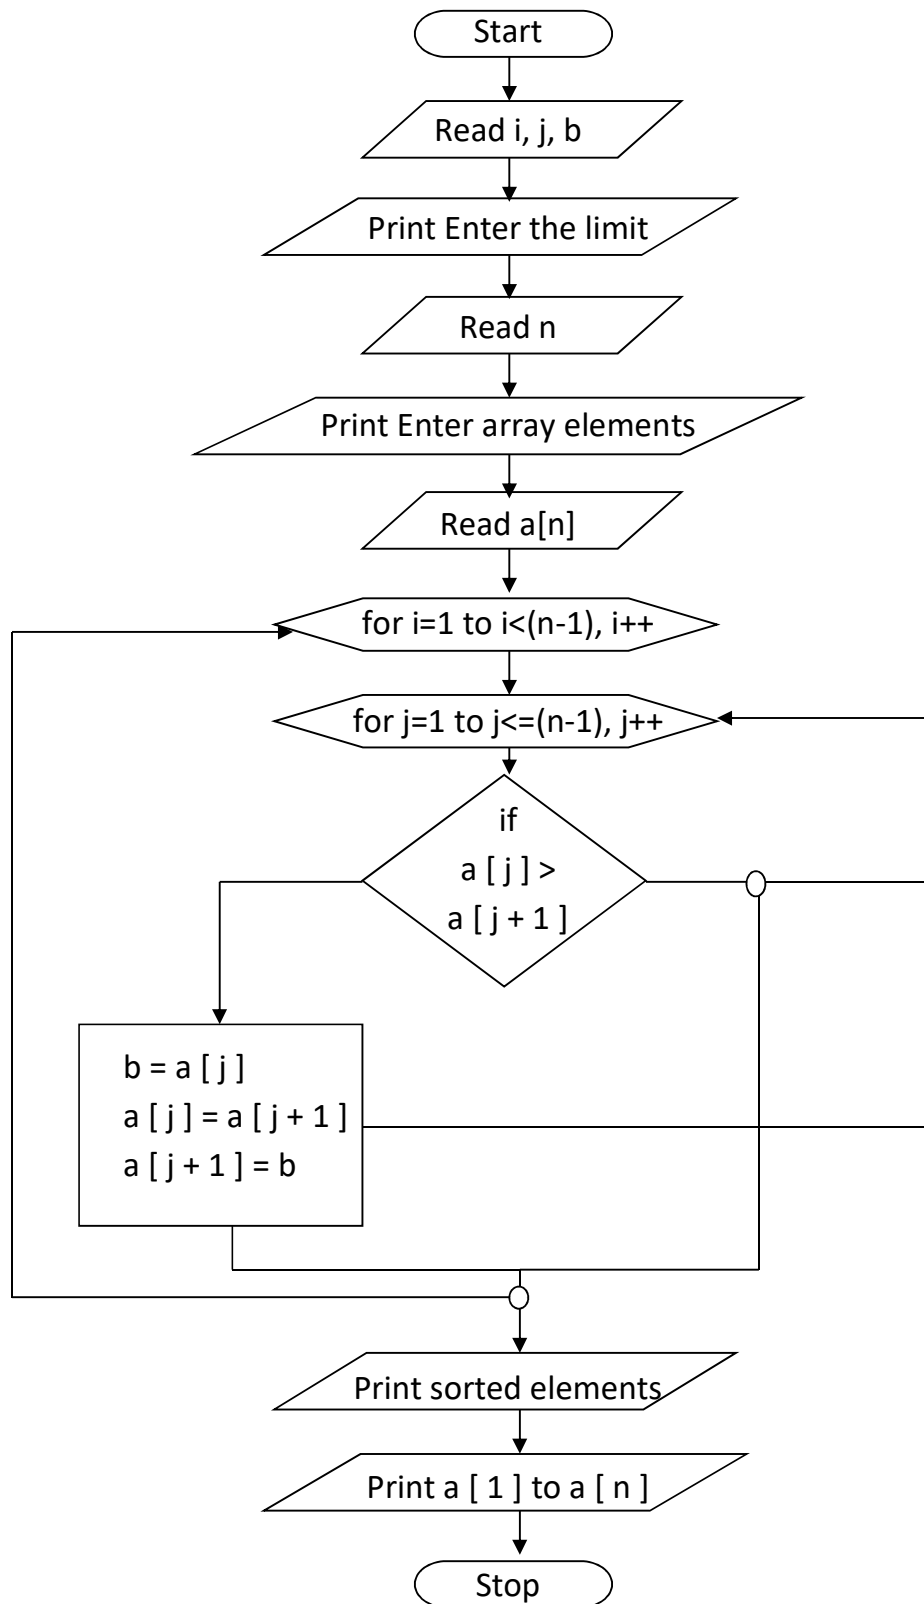 Start
Read i, j, b
Print Enter the limit
Read n
Print Enter array elements
Read a[n]
for i=1 to i<(n-1), i++
for j=1 to j<=(n-1), j++
if
a [ j ] >
a [ j + 1 ]
b = a [ j ]
a [ j ] = a [ j + 1 ]
a [ j + 1 ] = b
Print sorted elements
Print a [ 1 ] to a [ n ]
Stop